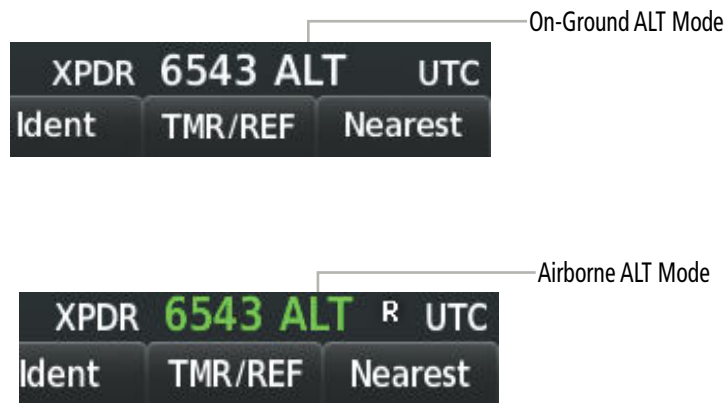 On-Ground ALT Mode
XPDR 6543 ALT UTC
Ident TMR/REF Nearest
Airborne ALT Mode
XPDR 6543 ALT R UTC
Ident TMR/REF Nearest